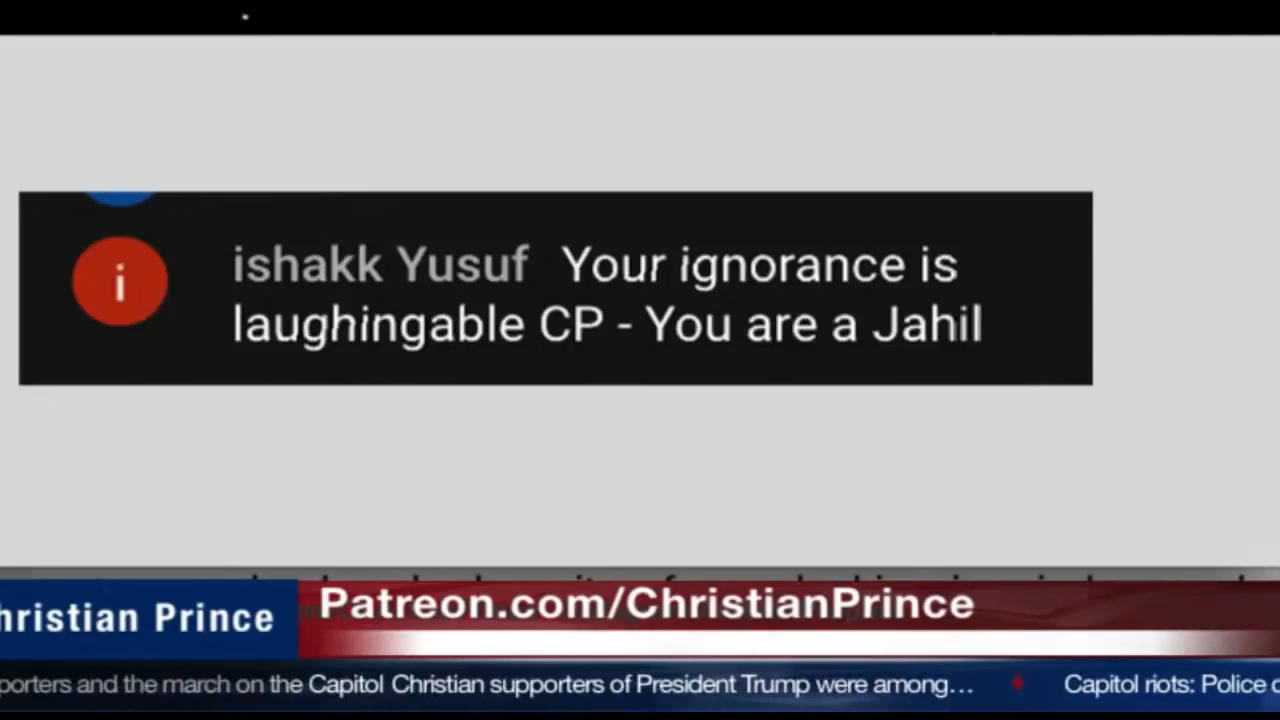 i
ishakk Yusuf Your ignorance is
laughingable CP - You are a Jahil
hristian Prince
Patreon.com/ChristianPrince
porters and the march on the Capitol Christian supporters of President Trump were among... Capitol riots: Police